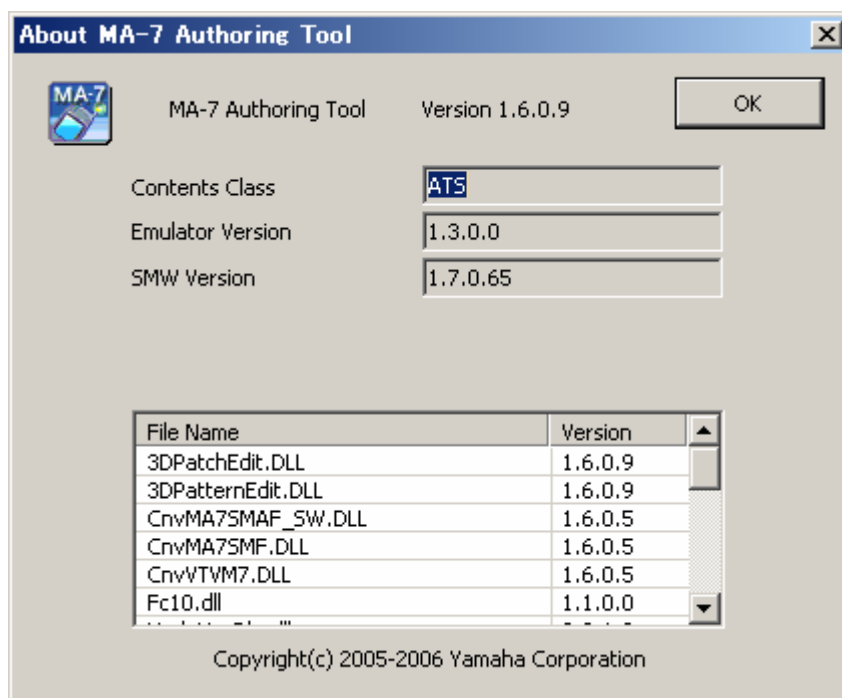 About MA-7 Authoring Tool
MA-7
MA-7 Authoring Tool Version 1.6.0.9 OK
Contents Class ATS
Emulator Version 1.3.0.0
SMW Version 1.7.0.65
File Name Version
3DPatchEdit.DLL 1.6.0.9
3DPatternEdit.DLL 1.6.0.9
CnvMA7SMAF_SW.DLL 1.6.0.5
CnvMA7SMF.DLL 1.6.0.5
CnvVTVM7.DLL 1.6.0.5
Fc10.dll 1.1.0.0
Copyright(c) 2005-2006 Yamaha Corporation